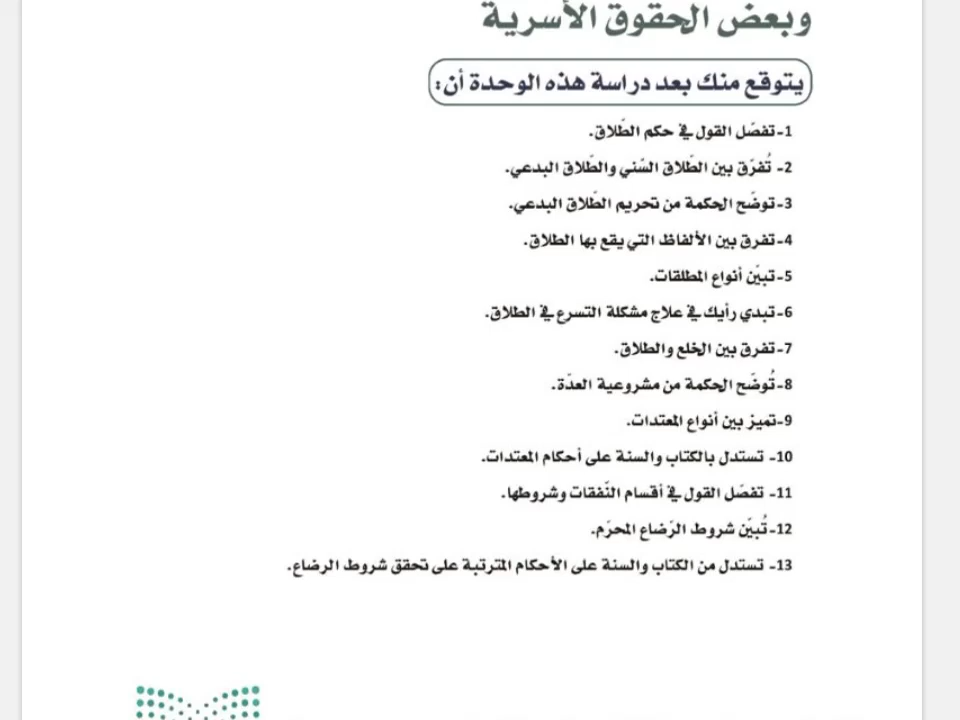 وبعض الحقوق الأسرية
يتوقع منك بعد دراسة هذه الوحدة أن:
1-تفصّل القول في حكم الطّلاق.
2- تُفرّق بين الطّلاق السّني والطّلاق البدعي.
3-توضّح الحكمة من تحريم الطّلاق البدعي.
4-تفرق بين الألفاظ التي يقع بها الطلاق.
5-تبيّن أنواع المطلقات.
6-تبدي رأيك في علاج مشكلة التسرع في الطلاق.
7-تفرق بين الخلع والطلاق.
8-تُوضّح الحكمة من مشروعية العدّة.
9-تميز بين أنواع المعتدات.
10- تستدل بالكتاب والسنة على أحكام المعتدات.
11- تفصّل القول في أقسام النّفقات وشروطها.
12-تُبيّن شروط الرّضاع المحرّم.
13- تستدل من الكتاب والسنة على الأحكام المترتبة على تحقق شروط الرضاع.